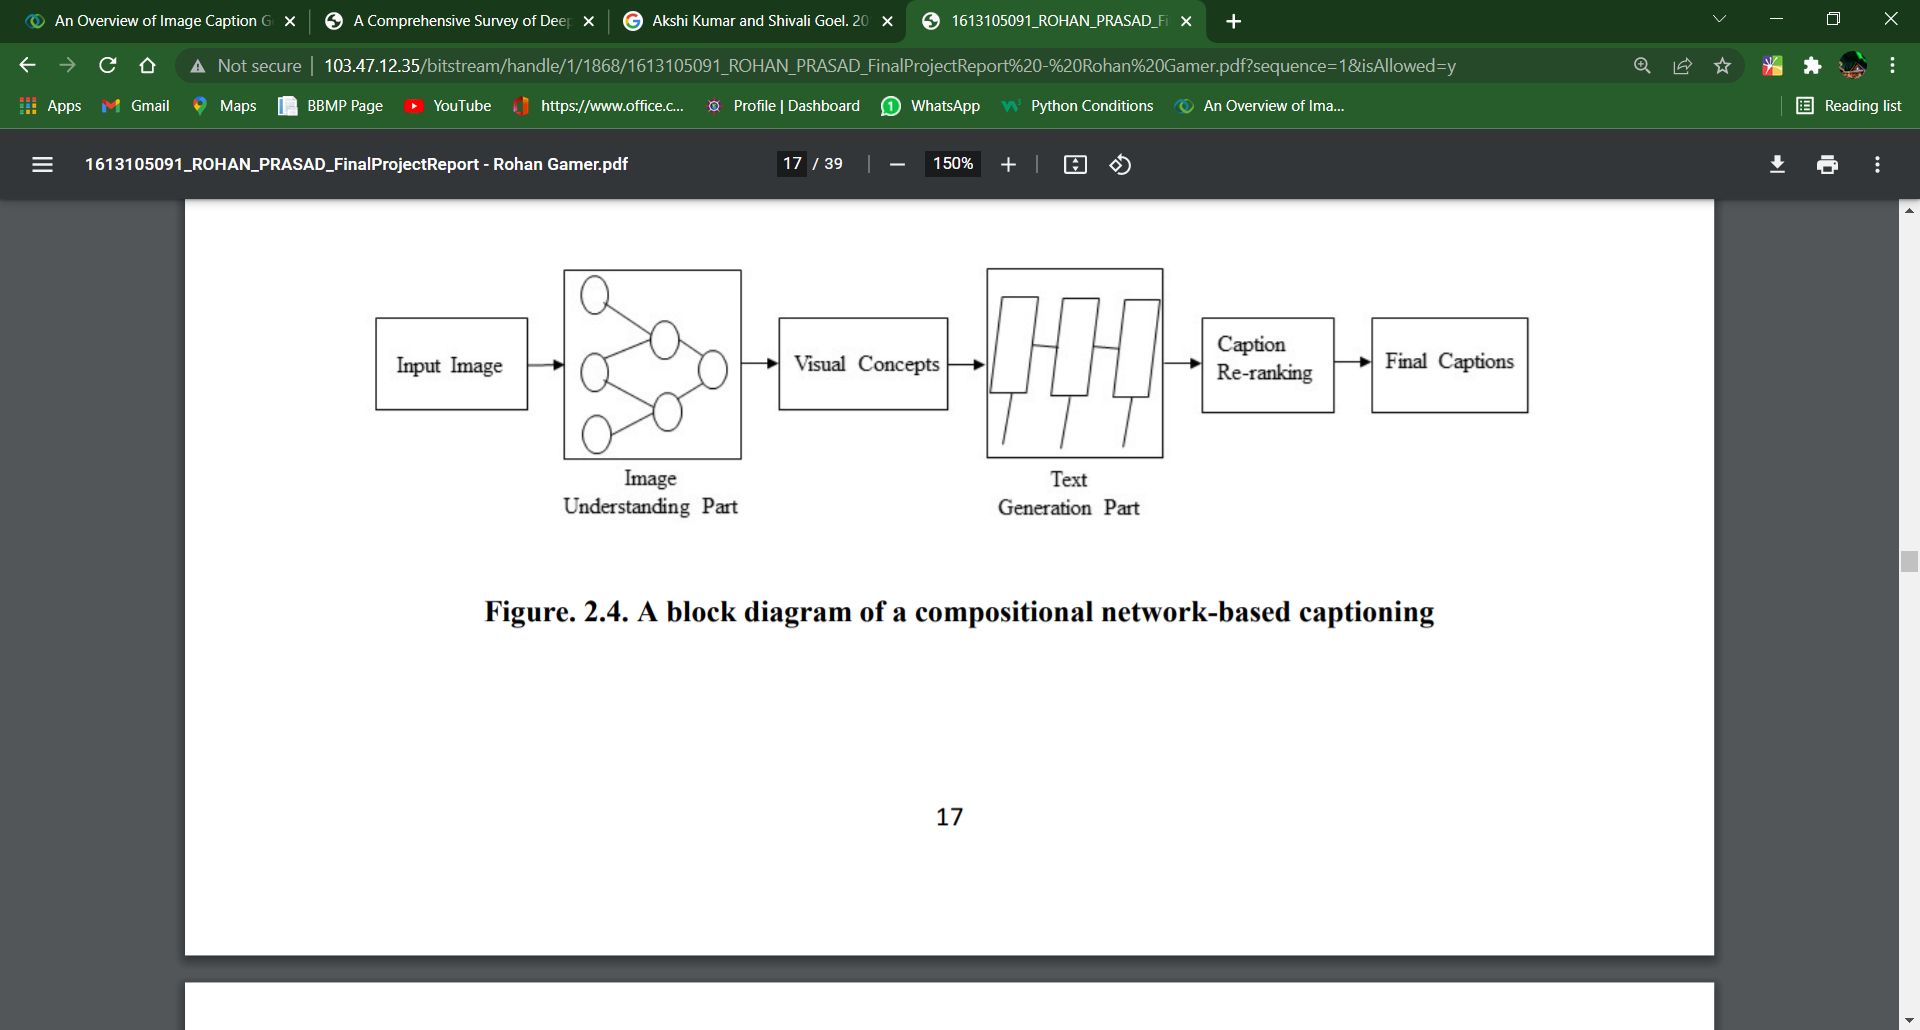 An Overview of Image Caption G
A Comprehensive Survey of Deep
Akshi Kumar and Shivali Goel. 20
1613105091_ROHAN_PRASAD_Fi
Not secure
103.47.12.35/bitstream/handle/1/1868/1613105091_ROHAN_PRASAD_FinalProjectReport%20-%20Rohan%20Gamer.pdf?sequence=1&isAllowed=y
Apps
Gmail
Maps
BBMP Page
YouTube
https://www.office.c...
Profile | Dashboard
WhatsApp
Python Conditions
An Overview of Ima...
Reading list
1613105091_ROHAN_PRASAD_FinalProjectReport - Rohan Gamer.pdf
17 / 39
150%
Input Image
Image
Understanding Part
Visual Concepts
Text
Generation Part
Caption
Re-ranking
Final Captions
Figure. 2.4. A block diagram of a compositional network-based captioning
17